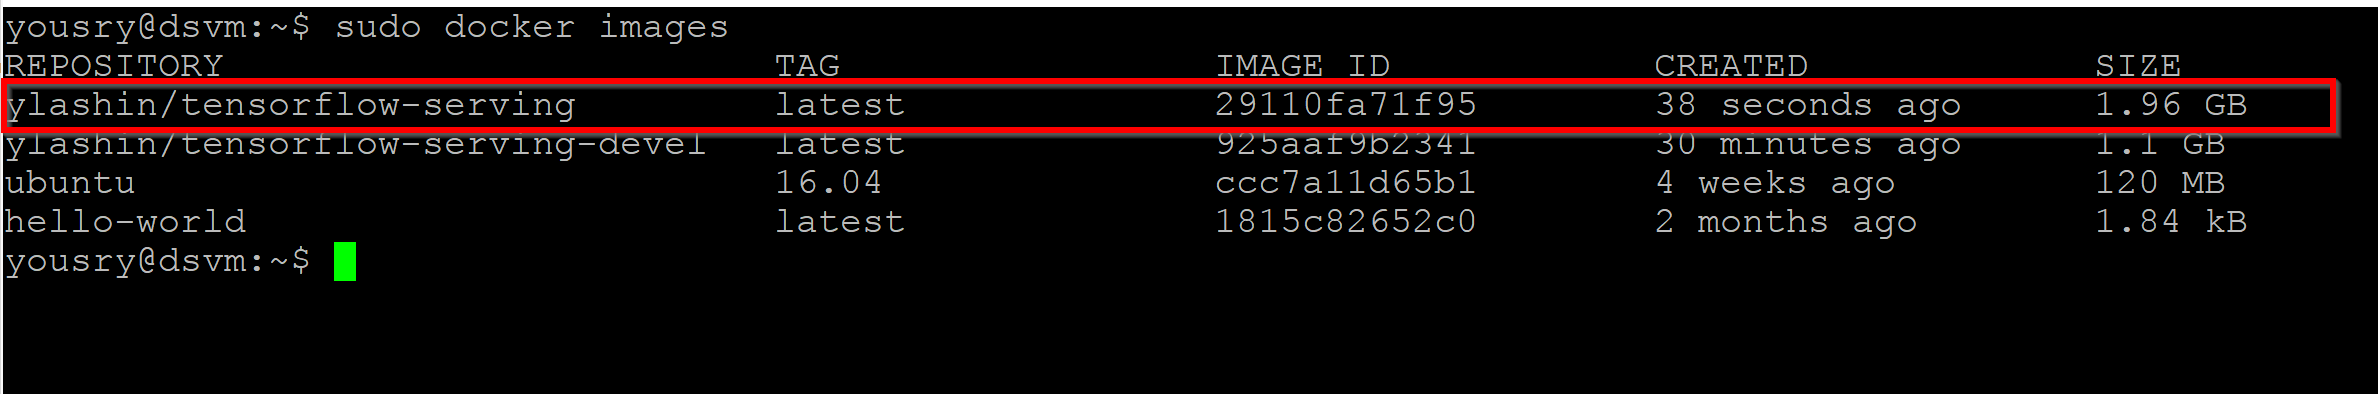 yousry@dsvm:~$ sudo docker images
REPOSITORY TAG IMAGE ID CREATED SIZE
ylashin/tensorflow-serving latest 29110fa71f95 38 seconds ago 1.96 GB
ylashin/tensorflow-serving-devel latest 925aaf9b2341 30 minutes ago 1.1 GB
ubuntu 16.04 ccc7a11d65b1 4 weeks ago 120 MB
hello-world latest 1815c82652c0 2 months ago 1.84 kB
yousry@dsvm:~$